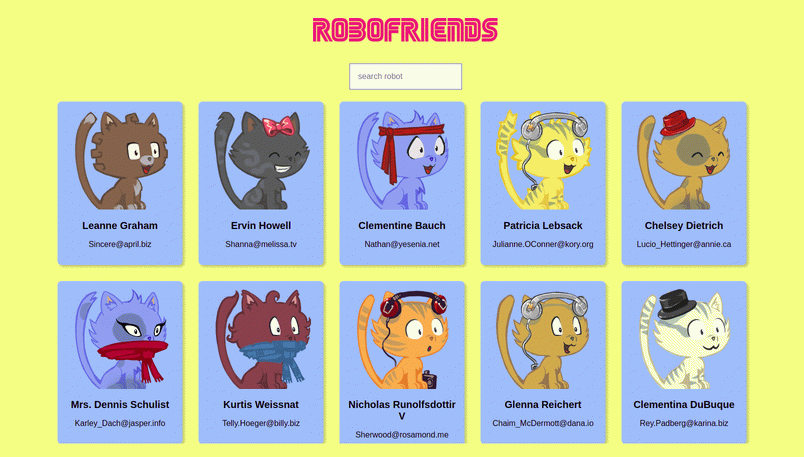 ROBOFRIENDS
search robot
Leanne Graham
Sincere@april.biz
Ervin Howell
Shanna@melissa.tv
Clementine Bauch
Nathan@yesenia.net
Patricia Lebsack
Julianne.OConner@kory.org
Chelsey Dietrich
Lucio_Hettinger@annie.ca
Mrs. Dennis Schulist
Karley_Dach@jasper.info
Kurtis Weissnat
Telly.Hoeger@billy.biz
Nicholas Runolfsdottir
V
Sherwood@rosamond.me
Glenna Reichert
Chaim_McDermott@dana.io
Clementina DuBuque
Rey.Padberg@karina.biz